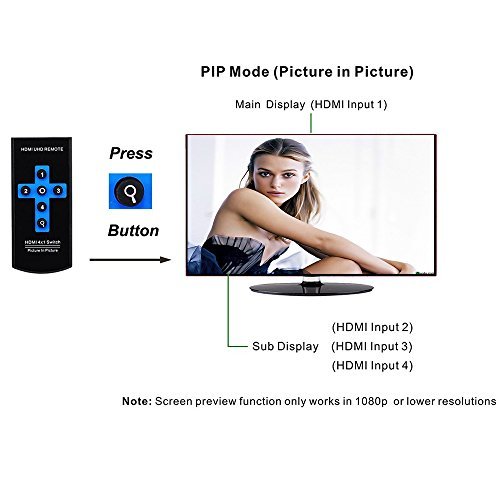 PIP Mode (Picture in Picture)
Main Display (HDMI Input 1)
HDMI UHD REMOTE
1
2
3
4
HDMI 4x1 Switch
Picture In Picture
Press
Button
(HDMI Input 2)
Sub Display (HDMI Input 3)
(HDMI Input 4)
Note: Screen preview function only works in 1080p or lower resolutions